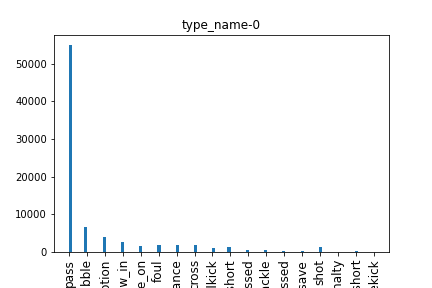 type_name-0
50000
40000
30000
20000
10000
0
pass
bble
ption
w_in
e_on
foul
ance
cross
lkick
short
ssed
ckle
ssed
save
shot
nalty
short
ekick